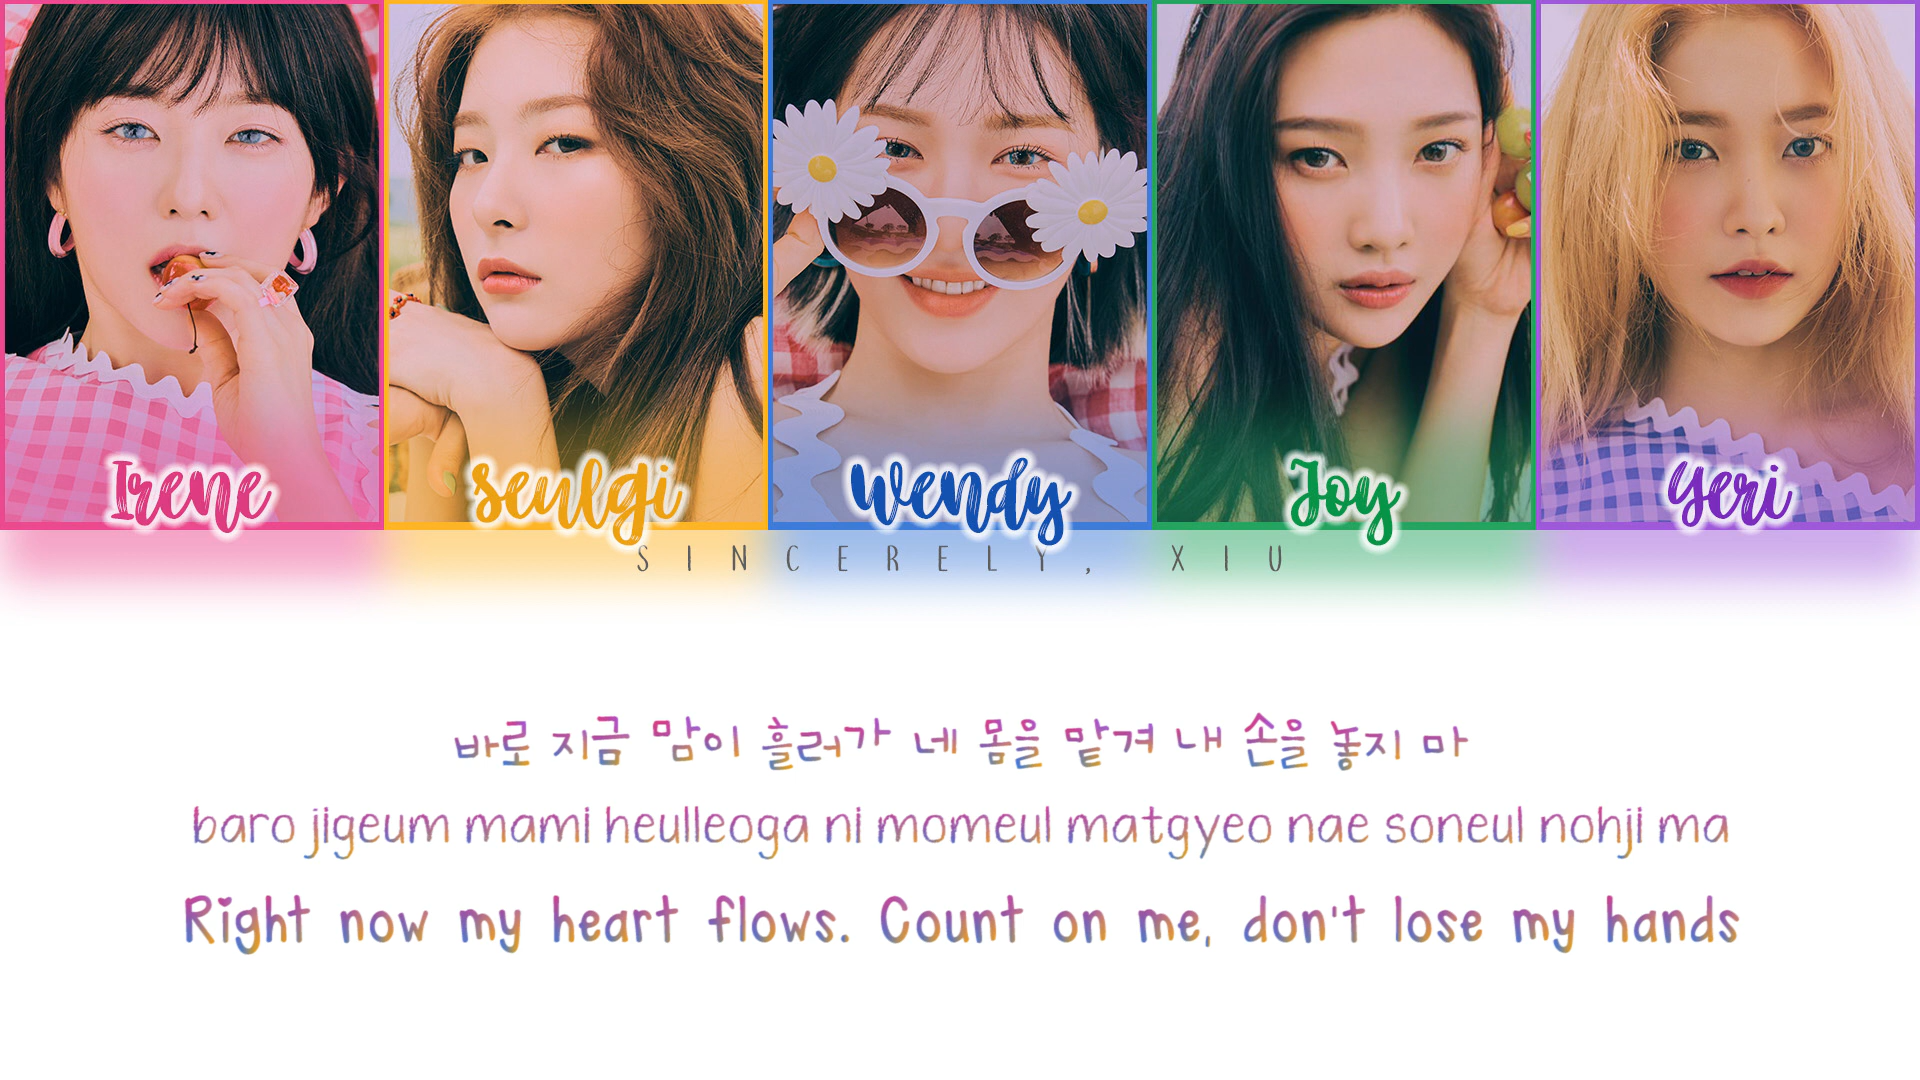 Irene
Seulgi
Wendy
Joy
Yeri
SINCERELY, XIU
바로 지금 맘이 흘러가 네 몸을 맡겨 내 손을 놓지 마
baro jigeum mami heulleoga ni momeul matgyeo nae soneul nohji ma
Right now my heart flows. Count on me, don't lose my hands